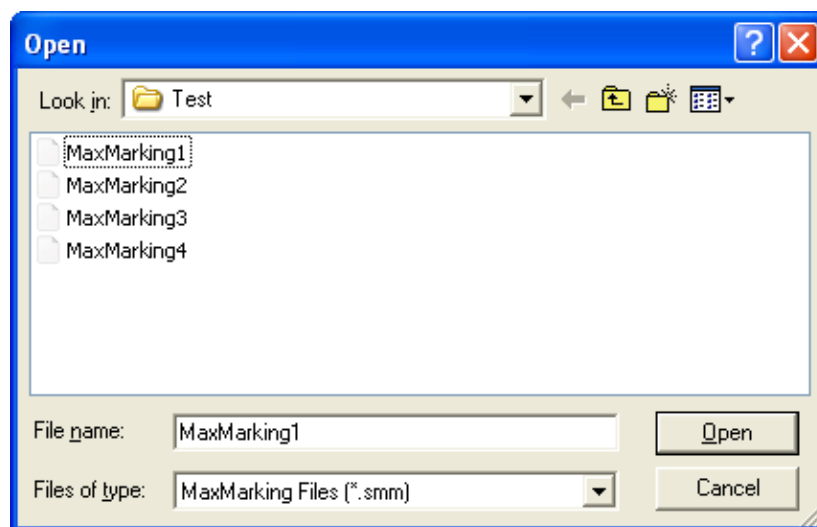 Open
Look in: Test
MaxMarking1
MaxMarking2
MaxMarking3
MaxMarking4
File name: MaxMarking1 Open
Files of type: MaxMarking Files (*.smm) Cancel